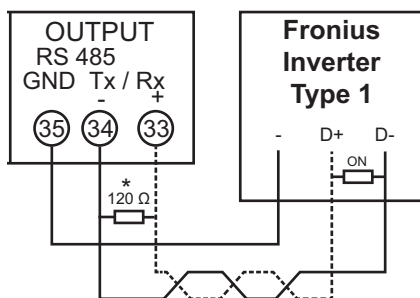 OUTPUT
RS 485
GND Tx / Rx
- +
35 34 33
*
120 Ω
Fronius
Inverter
Type 1
- D+ D-
ON